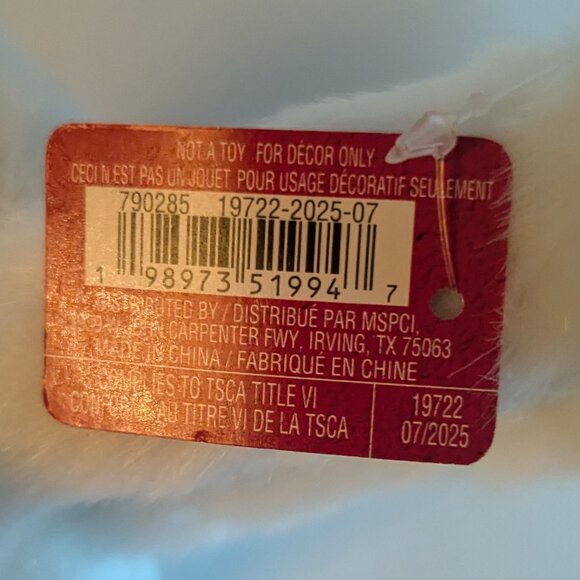 NOT A TOY FOR DÉCOR ONLY
CECI N'EST PAS UN JOUET POUR USAGE DÉCORATIF SEULEMENT
790285 19722-2025-07
1 98973 51994 7
DISTRIBUTED BY / DISTRIBUÉ PAR MSPCI,
CARPENTER FWY, IRVING, TX 75063
MADE IN CHINA / FABRIQUÉ EN CHINE
COMPLIES TO TSCA TITLE VI
CONFORME AU TITRE VI DE LA TSCA
19722
07/2025